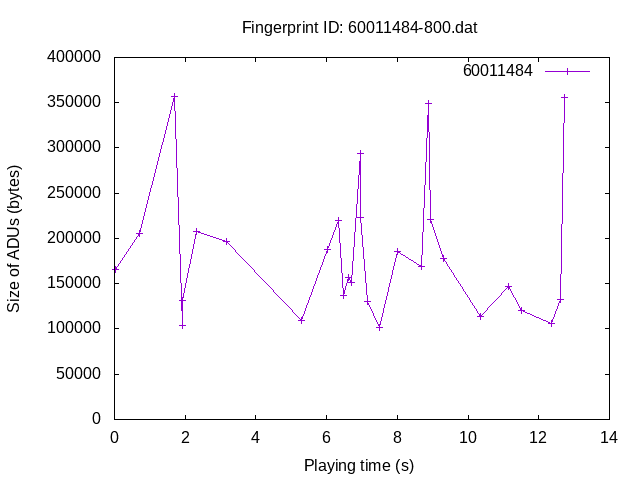 Fingerprint ID: 60011484-800.dat
400000
350000
300000
250000
200000
150000
100000
50000
0
60011484
Size of ADUs (bytes)
0 2 4 6 8 10 12 14
Playing time (s)